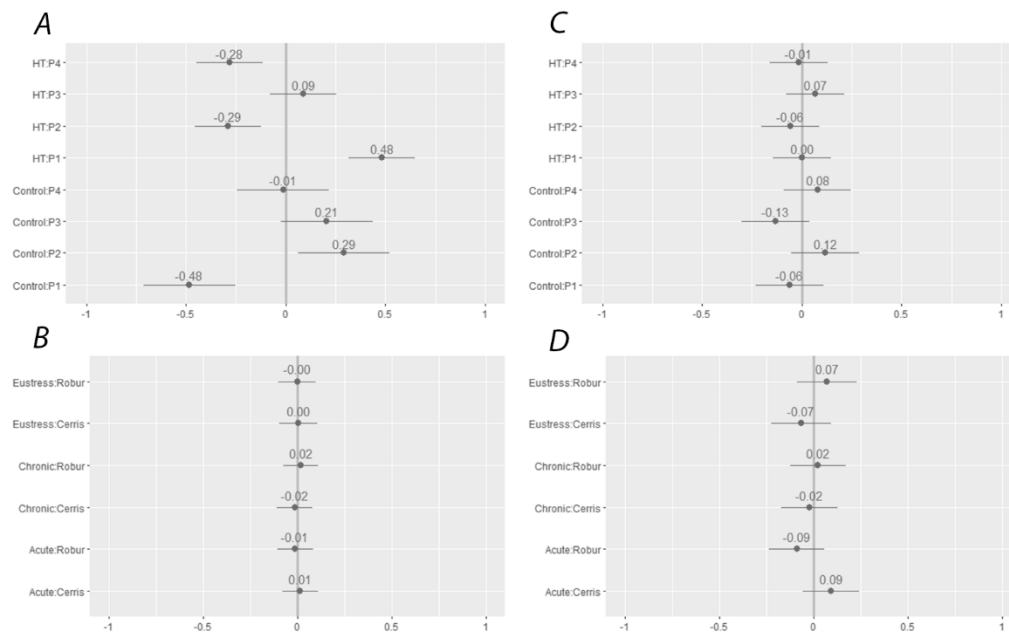 A
HT:P4
-0.28
HT:P3
0.09
HT:P2
-0.29
HT:P1
0.48
Control:P4
-0.01
Control:P3
0.21
Control:P2
0.29
Control:P1
-0.48
-1 -0.5 0 0.5 1
C
HT:P4
-0.01
HT:P3
0.07
HT:P2
-0.06
HT:P1
0.00
Control:P4
0.08
Control:P3
-0.13
Control:P2
0.12
Control:P1
-0.06
-1 -0.5 0 0.5 1
B
Eustress:Robur
-0.00
Eustress:Cerris
0.00
Chronic:Robur
0.02
Chronic:Cerris
-0.02
Acute:Robur
-0.01
Acute:Cerris
0.01
-1 -0.5 0 0.5 1
D
Eustress:Robur
0.07
Eustress:Cerris
-0.07
Chronic:Robur
0.02
Chronic:Cerris
-0.02
Acute:Robur
-0.09
Acute:Cerris
0.09
-1 -0.5 0 0.5 1